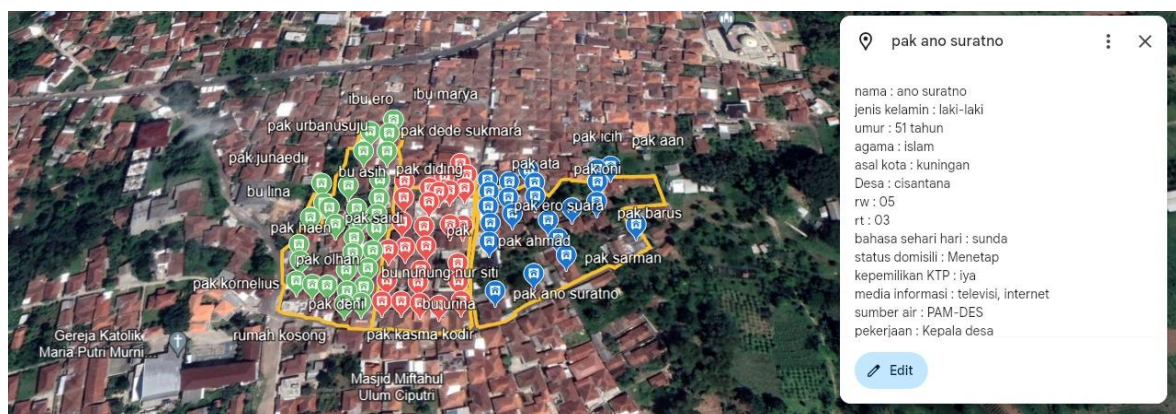 ibu ero
ibu marya
pak urbanusuju
pak dede sukmara
pak icih
pak aan
pak junaedi
bu asih
pak diding
pak ata
pak toni
bu lina
pak saidi
pak ero suara
pak barus
pak haen
pak
pak ahmad
pak olhan
bu nunung nur siti
pak sarman
pak kornelius
pak deni
bu turina
pak ano suratno
Gereja Katolik
Maria Putri Murni...
rumah kosong
pak kasma kodir
Masjid Miftahul
Ulum Ciputri
pak ano suratno
nama : ano suratno
jenis kelamin : laki-laki
umur : 51 tahun
agama : islam
asal kota : kuningan
Desa : cisantana
rw : 05
rt : 03
bahasa sehari hari : sunda
status domisili : Menetap
kepemilikan KTP : iya
media informasi : televisi, internet
sumber air : PAM-DES
pekerjaan : Kepala desa
Edit